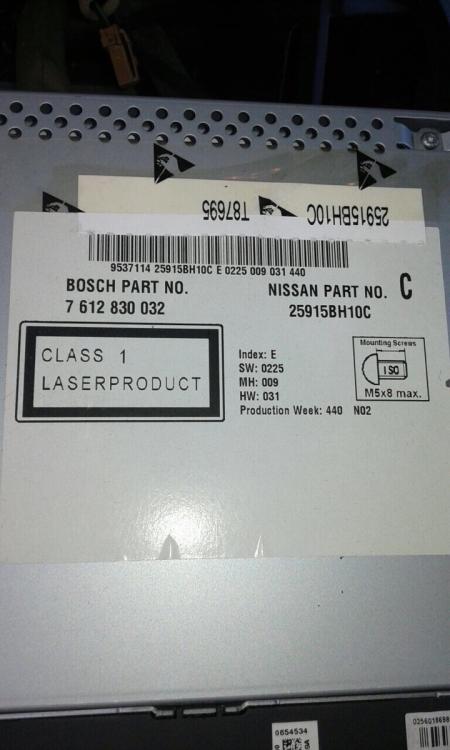 T87695 25915BH10C
9537114 25915BH10C E 0225 009 031 440
BOSCH PART NO.
7 612 830 032
NISSAN PART NO. C
25915BH10C
CLASS 1
LASERPRODUCT
Index: E
SW: 0225
MH: 009
HW: 031
Production Week: 440 N02
Mounting Screws
ISO
M5x8 max.
0654534